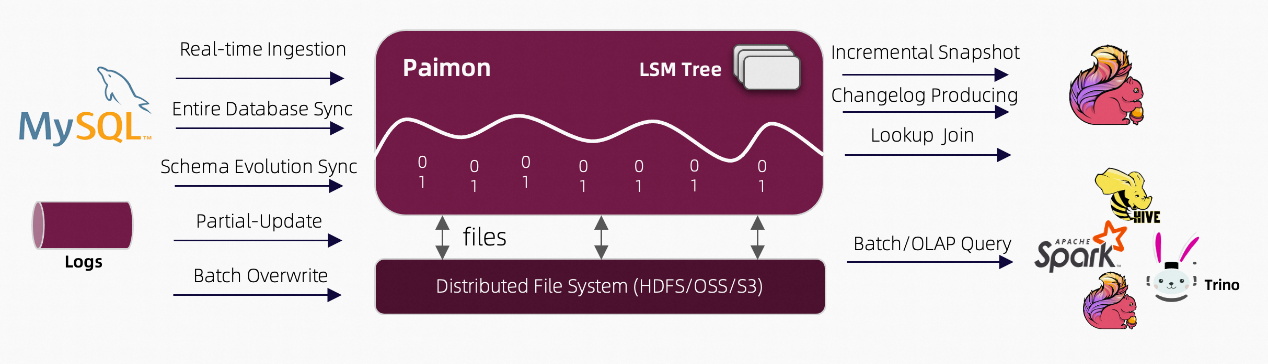 MySQL™
Logs
Real-time Ingestion
Entire Database Sync
Schema Evolution Sync
Partial-Update
Batch Overwrite
Paimon
LSM Tree
0 0 0 0 0 0 0
1 1 1 1 1 1 1
files
Distributed File System (HDFS/OSS/S3)
Incremental Snapshot
Changelog Producing
Lookup Join
Batch/OLAP Query
HIVE
APACHE
Spark™
Trino